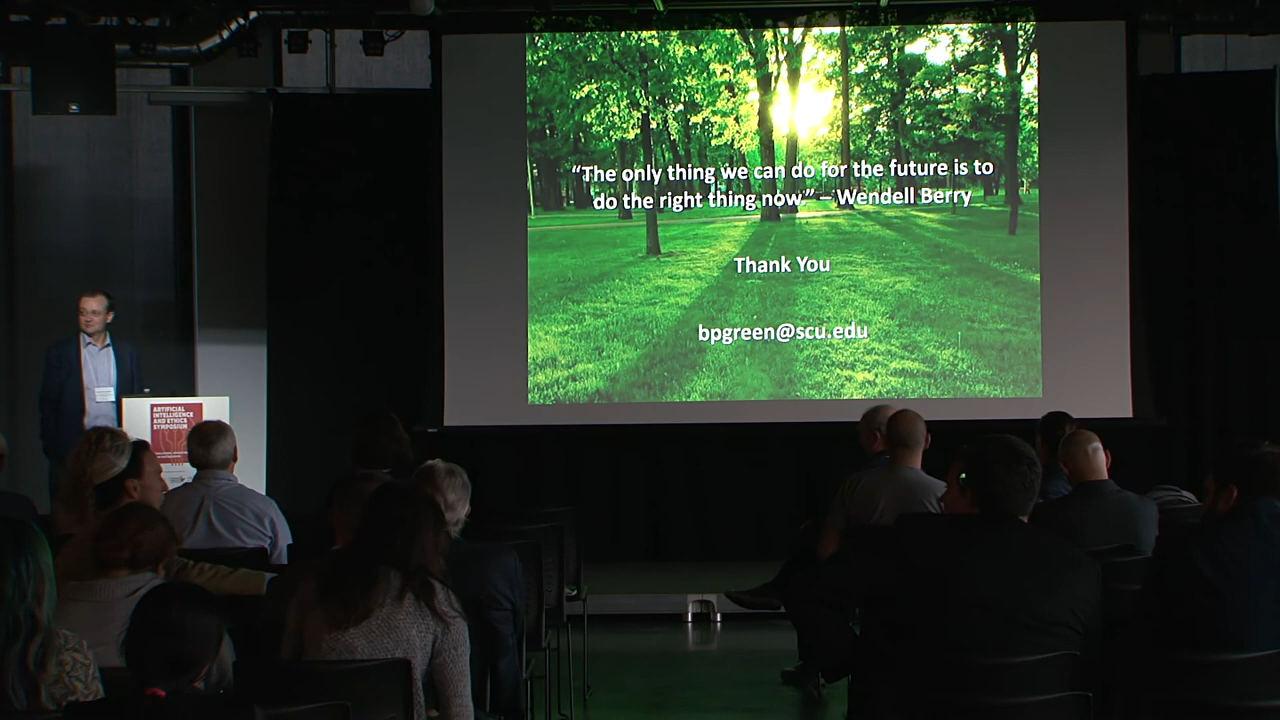 “The only thing we can do for the future is to
do the right thing now.” – Wendell Berry
Thank You
bpgreen@scu.edu
ARTIFICIAL
INTELLIGENCE
AND ETHICS
SYMPOSIUM